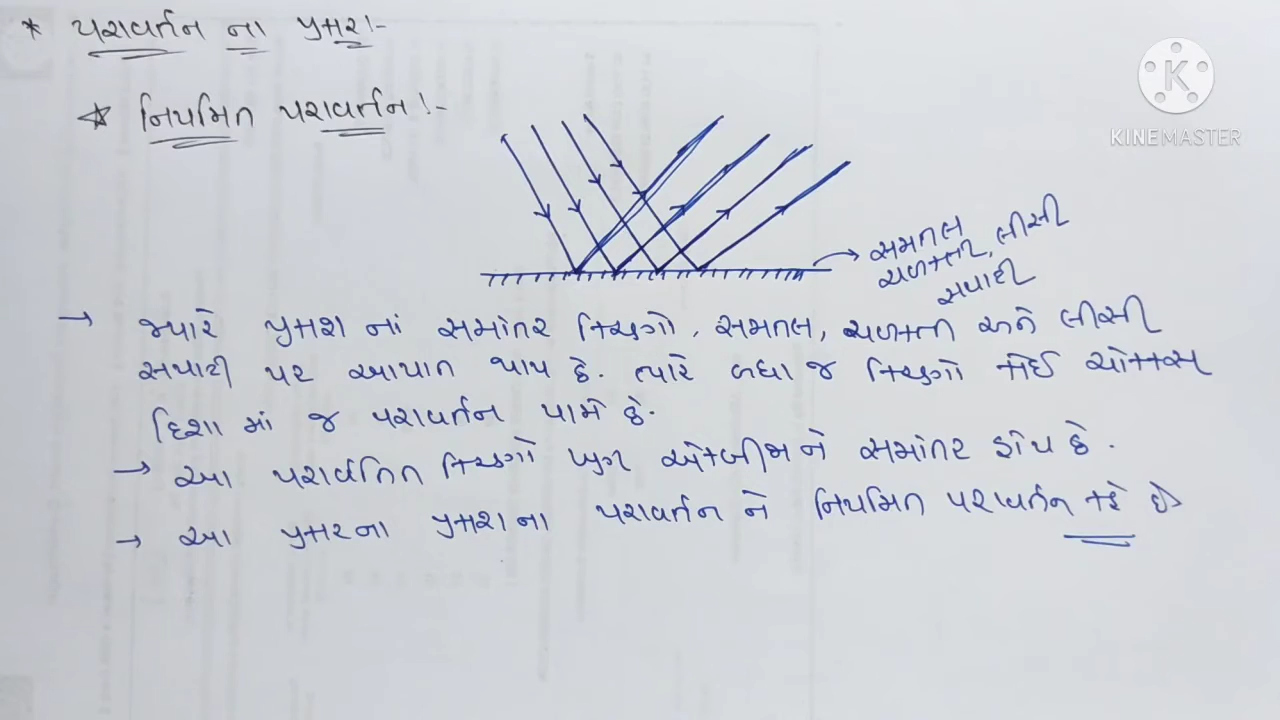 * પરાવર્તન ના પ્રકાર:-
☆ નિયમિત પરાવર્તન:-
K
KINEMASTER
→ સમતલ
ચળકતી, લીસી
સપાટી
→ જ્યારે પ્રકાશ નાં સમાંતર કિરણો, સમતલ, ચળકતી અને લીસી
સપાટી પર આપાત થાય છે. ત્યારે બધા જ કિરણો કોઈ ચોક્કસ
દિશા માં જ પરાવર્તન પામે છે.
→ આ પરાવર્તિત કિરણો પણ એકબીજા ને સમાંતર હોય છે.
→ આ પ્રકારના પ્રકાશ ના પરાવર્તન ને નિયમિત પરાવર્તન કહે છે